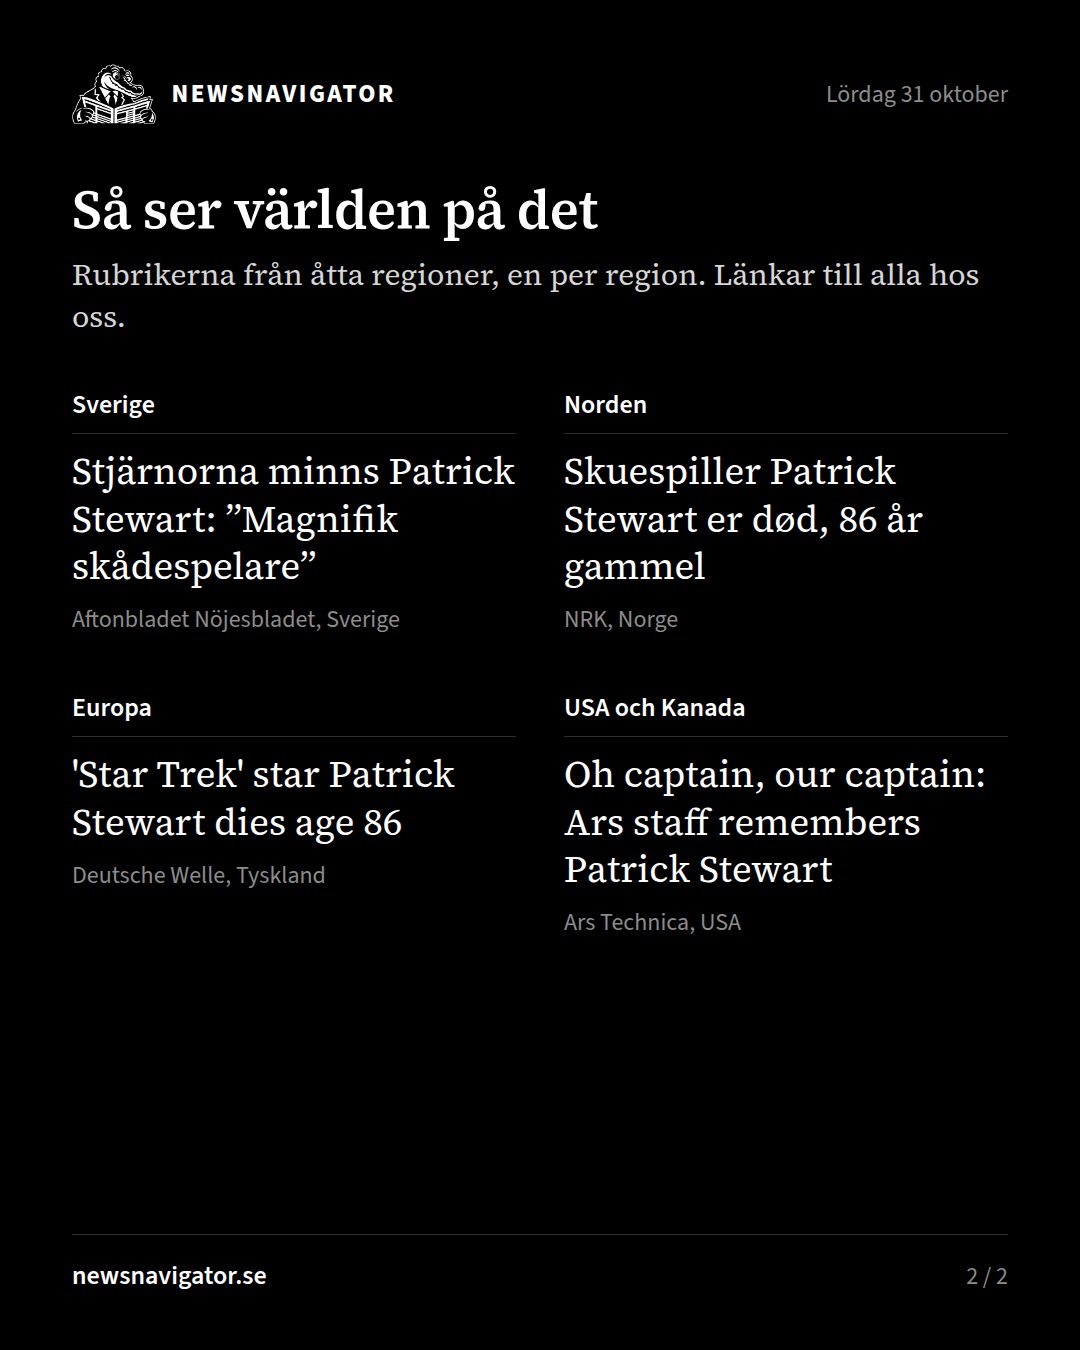 NEWSNAVIGATOR
Lördag 31 oktober
Så ser världen på det
Rubrikerna från åtta regioner, en per region. Länkar till alla hos
oss.
Sverige
Stjärnorna minns Patrick
Stewart: ”Magnifik
skådespelare”
Aftonbladet Nöjesbladet, Sverige
Norden
Skuespiller Patrick
Stewart er død, 86 år
gammel
NRK, Norge
Europa
'Star Trek' star Patrick
Stewart dies age 86
Deutsche Welle, Tyskland
USA och Kanada
Oh captain, our captain:
Ars staff remembers
Patrick Stewart
Ars Technica, USA
newsnavigator.se
2 / 2